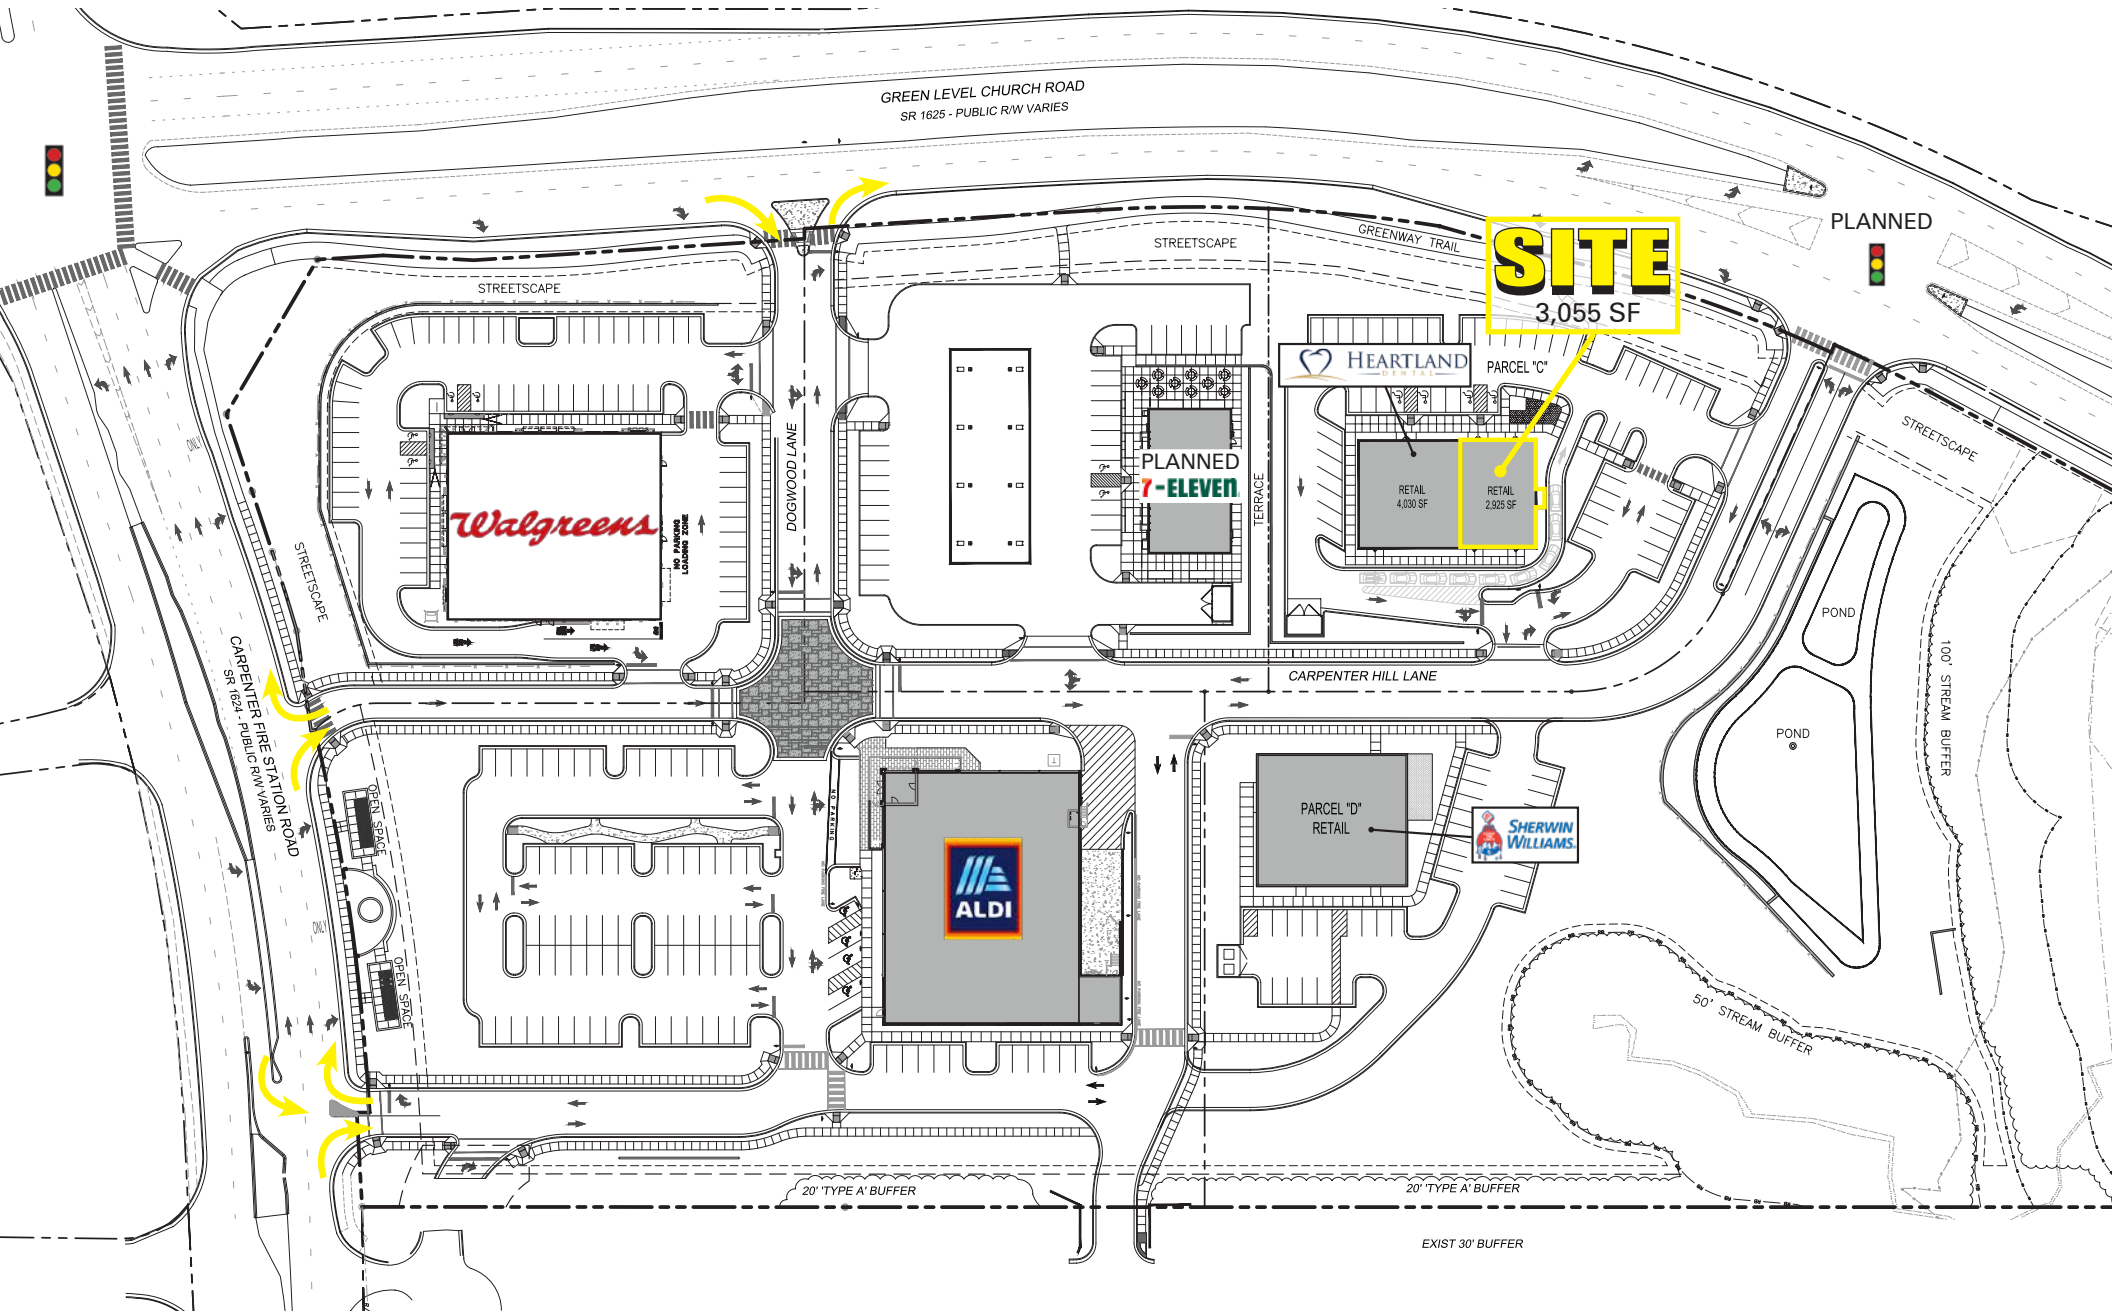 GREEN LEVEL CHURCH ROAD
SR 1625 - PUBLIC R/W VARIES
PLANNED
SITE
3,055 SF
STREETSCAPE
GREENWAY TRAIL
STREETSCAPE
HEARTLAND
DENTAL
PARCEL "C"
STREETSCAPE
ONLY
DOGWOOD LANE
PLANNED
7-ELEVEN
TERRACE
RETAIL
4,030 SF
RETAIL
2,925 SF
Walgreens
NO PARKING
LOADING ZONE
STREETSCAPE
POND
CARPENTER FIRE STATION ROAD
SR 1624 - PUBLIC R/W VARIES
CARPENTER HILL LANE
100' STREAM BUFFER
POND
OPEN SPACE
NO PARKING
PARCEL "D"
RETAIL
SHERWIN
WILLIAMS.
ALDI
ONLY
OPEN SPACE
50' STREAM BUFFER
20' 'TYPE A' BUFFER
20' 'TYPE A' BUFFER
EXIST 30' BUFFER